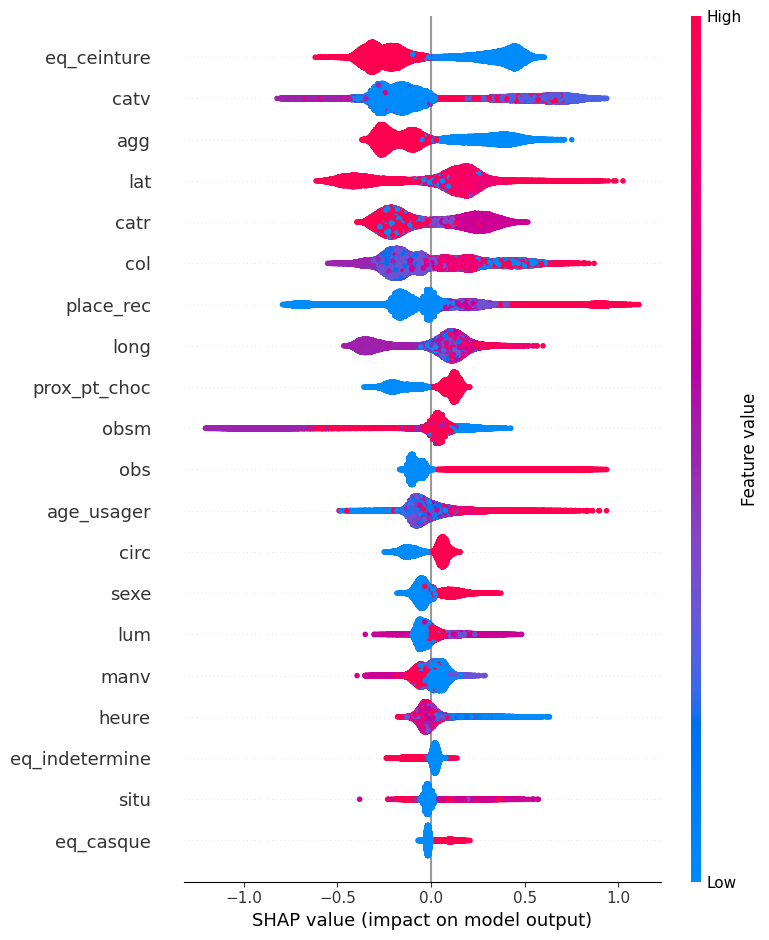 High
eq_ceinture
catv
agg
lat
catr
col
place_rec
long
prox_pt_choc
obsm
obs
age_usager
circ
sexe
lum
manv
heure
eq_indetermine
situ
eq_casque
Feature value
Low
−1.0 −0.5 0.0 0.5 1.0
SHAP value (impact on model output)